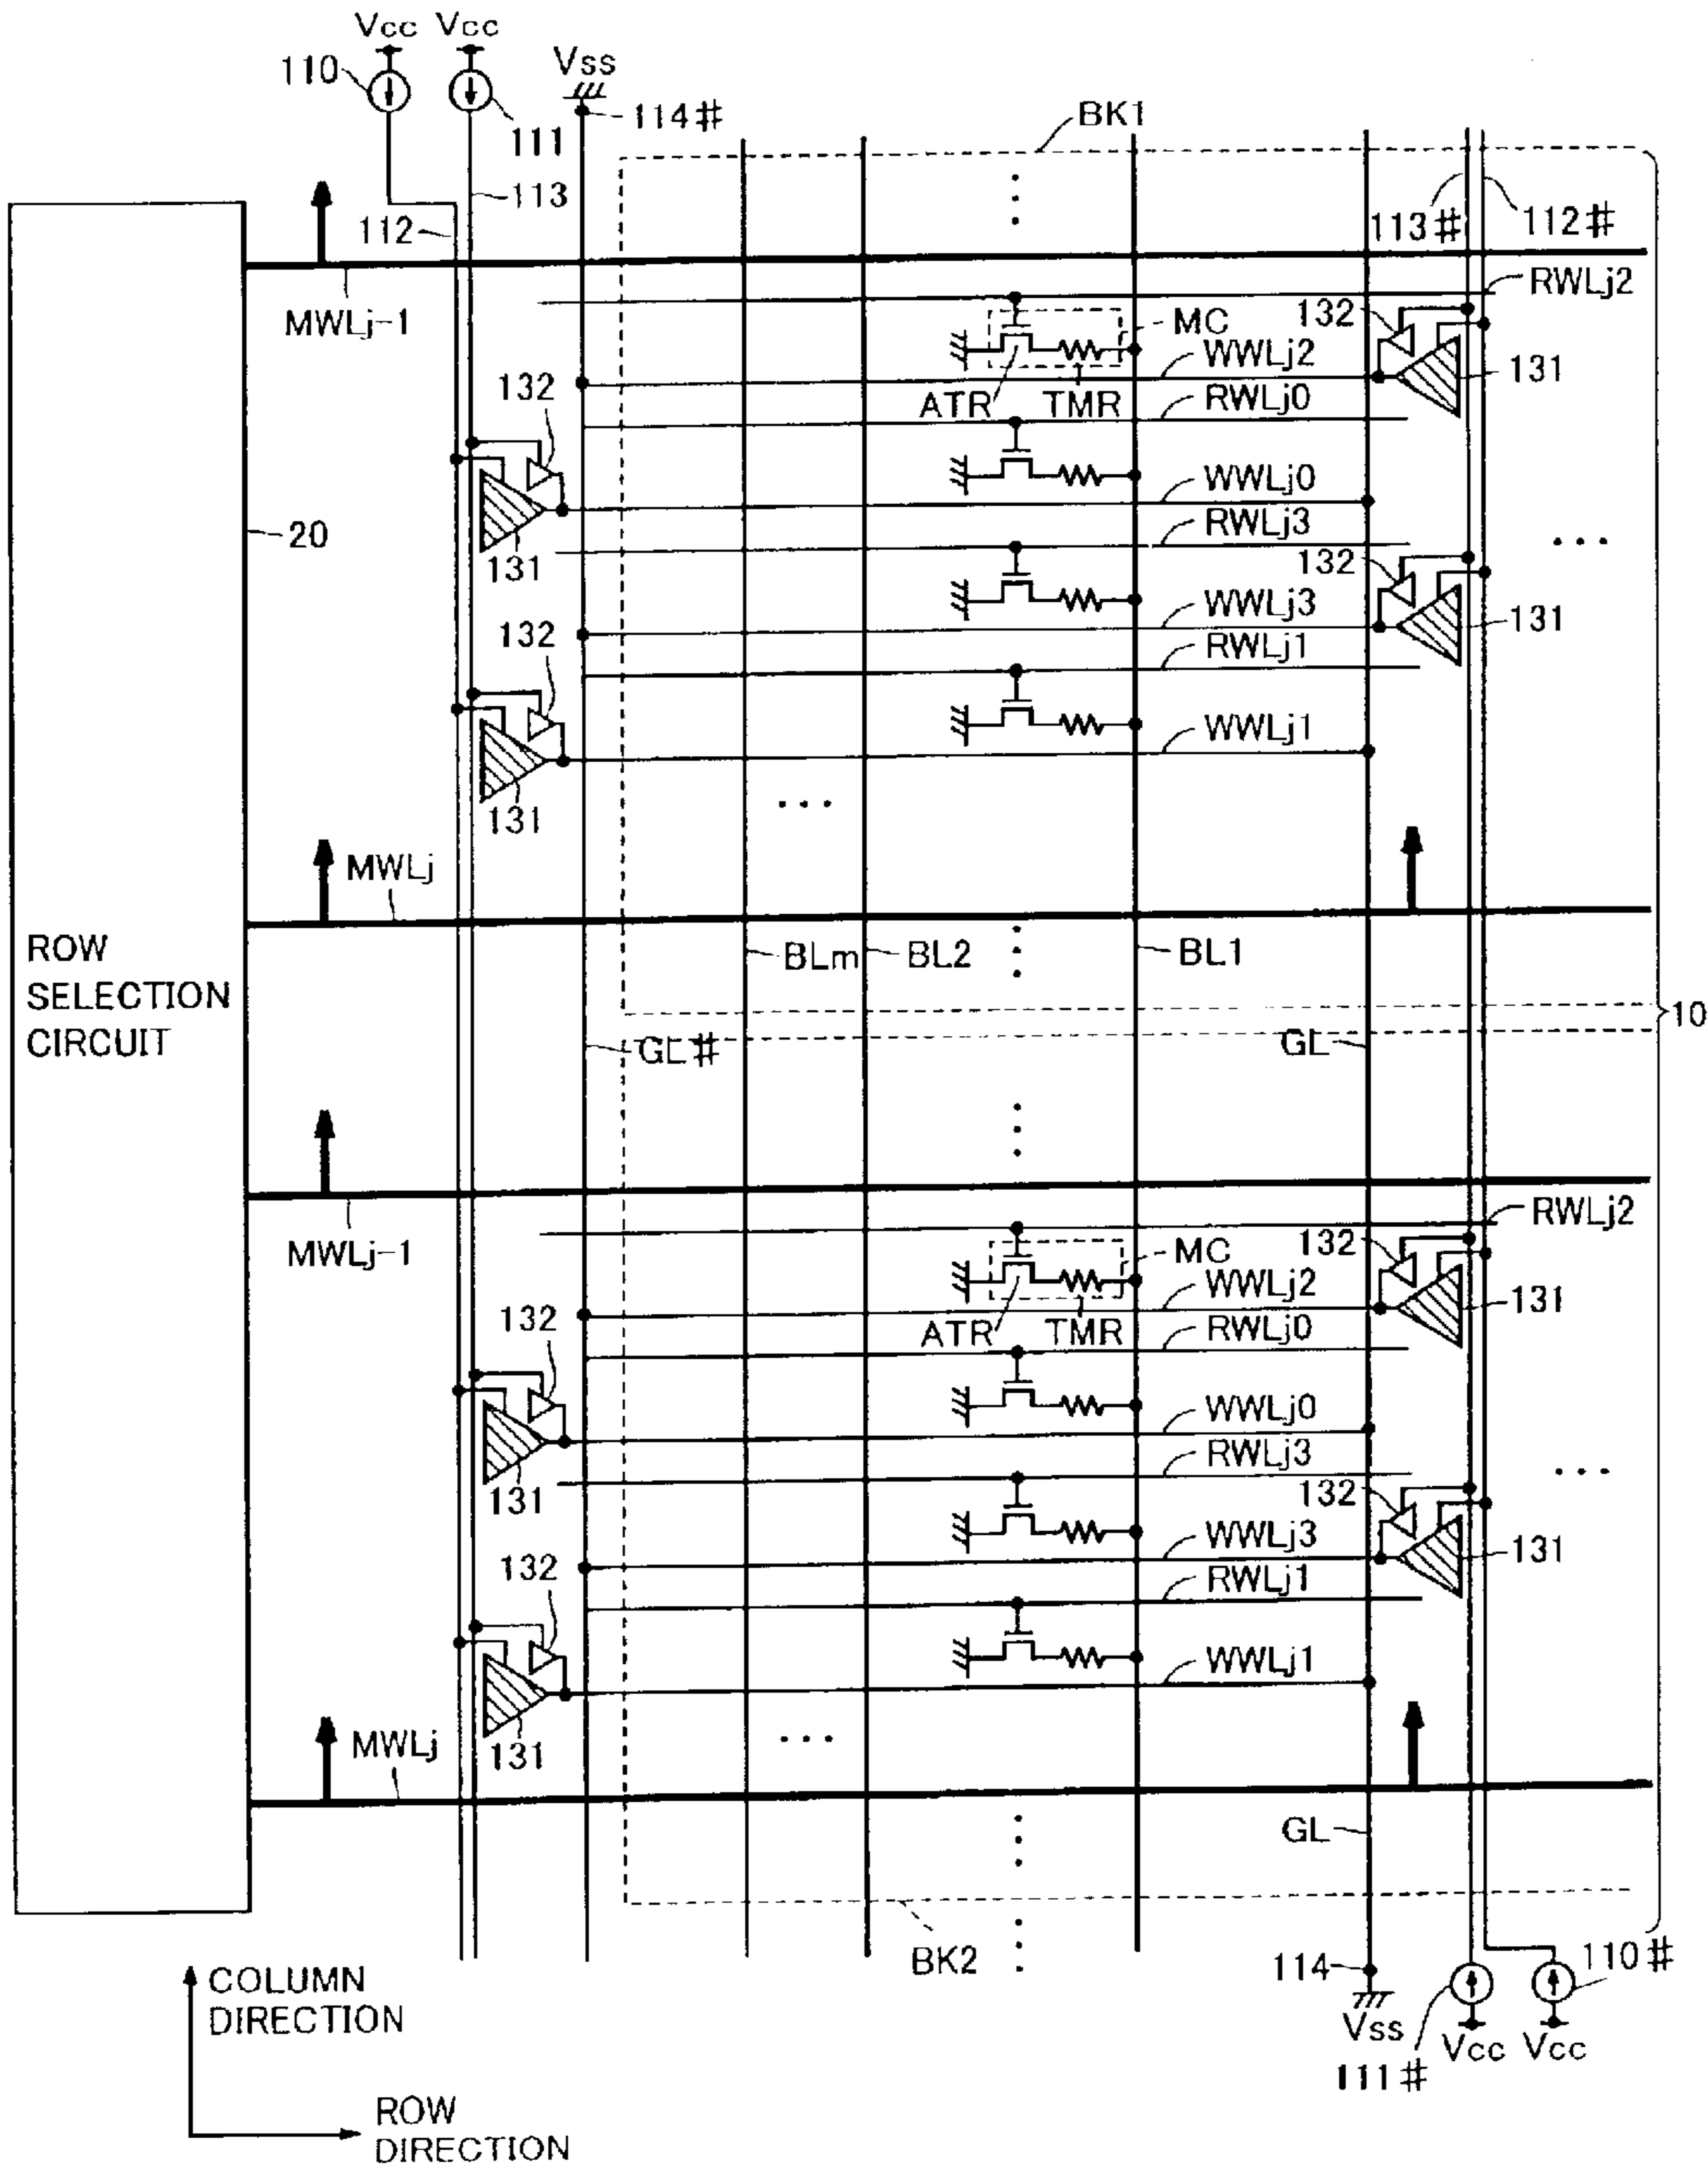 Vcc Vcc
110
Vss
114#
111
BK1
113
112
113# 112#
MWLj-1
RWLj2
132
MC
WWLj2
131
ATR TMR RWLj0
132
WWLj0
20
RWLj3
...
131
132
WWLj3
131
132
RWLj1
WWLj1
131
...
MWLj
ROW
SELECTION
CIRCUIT
BLm BL2 BL1
10
GL# GL
MWLj-1
RWLj2
132
MC
WWLj2
131
132
ATR TMR RWLj0
WWLj0
RWLj3
...
131
132
WWLj3
131
132
RWLj1
WWLj1
131
...
MWLj
GL
BK2
110#
114
COLUMN
DIRECTION
Vss Vcc Vcc
111#
ROW
DIRECTION